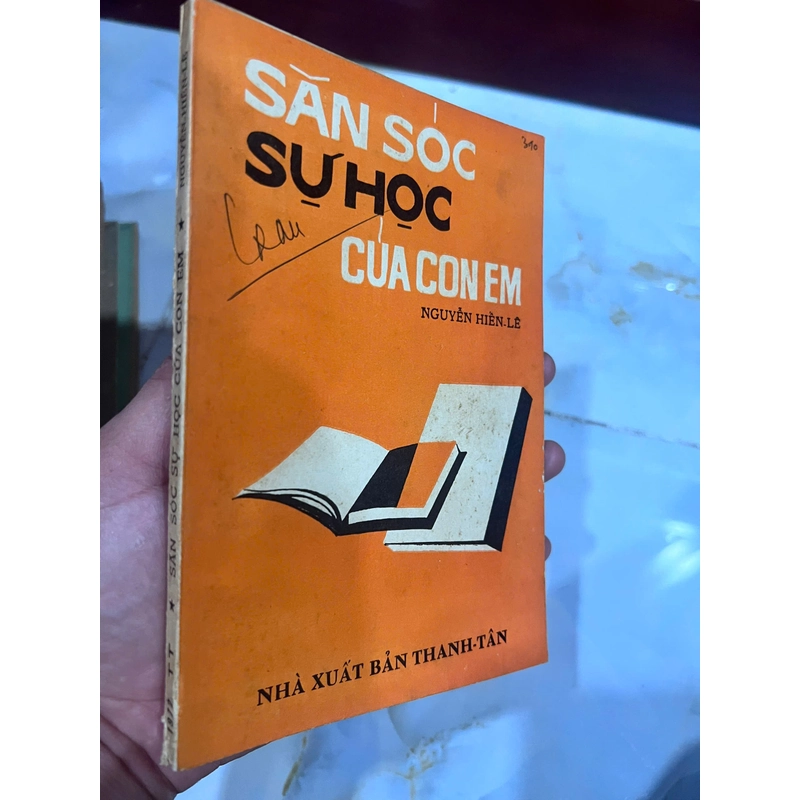 SĂN SÓC
SỰ HỌC
CỦA CON EM
NGUYỄN HIẾN-LÊ
NHÀ XUẤT BẢN THANH-TÂN
TT ★ SĂN SÓC SỰ HỌC CỦA CON EM ★ NGUYỄN-HIẾN-LÊ